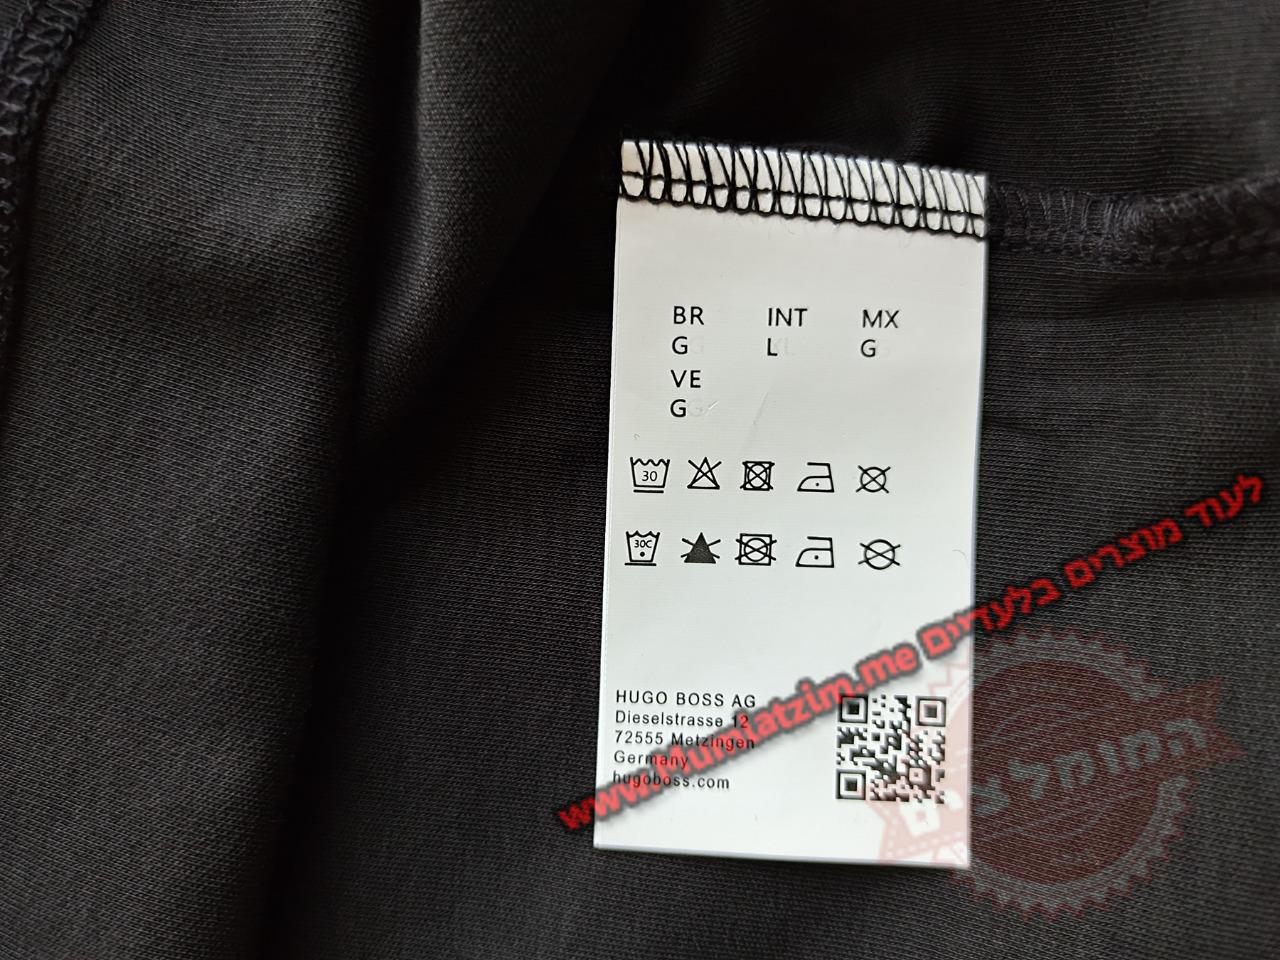 BR INT MX
G L G
VE
G
30
30C
HUGO BOSS AG
Dieselstrasse 12
72555 Metzingen
Germany
hugoboss.com
www.Mumlatzim.me לעוד מוצרים בלעדיים